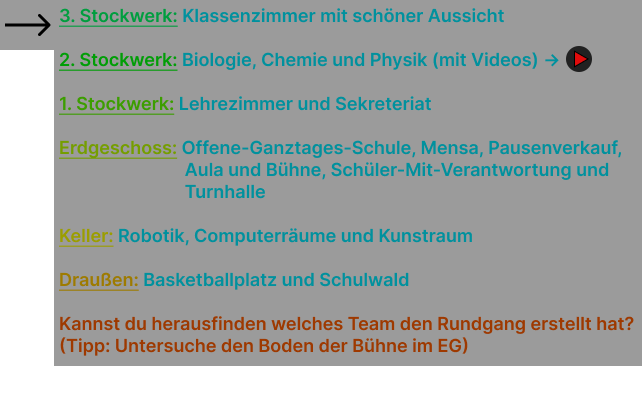 3. Stockwerk: Klassenzimmer mit schöner Aussicht
2. Stockwerk: Biologie, Chemie und Physik (mit Videos) →
1. Stockwerk: Lehrezimmer und Sekreteriat
Erdgeschoss: Offene-Ganztages-Schule, Mensa, Pausenverkauf,
Aula und Bühne, Schüler-Mit-Verantwortung und
Turnhalle
Keller: Robotik, Computerräume und Kunstraum
Draußen: Basketballplatz und Schulwald
Kannst du herausfinden welches Team den Rundgang erstellt hat?
(Tipp: Untersuche den Boden der Bühne im EG)